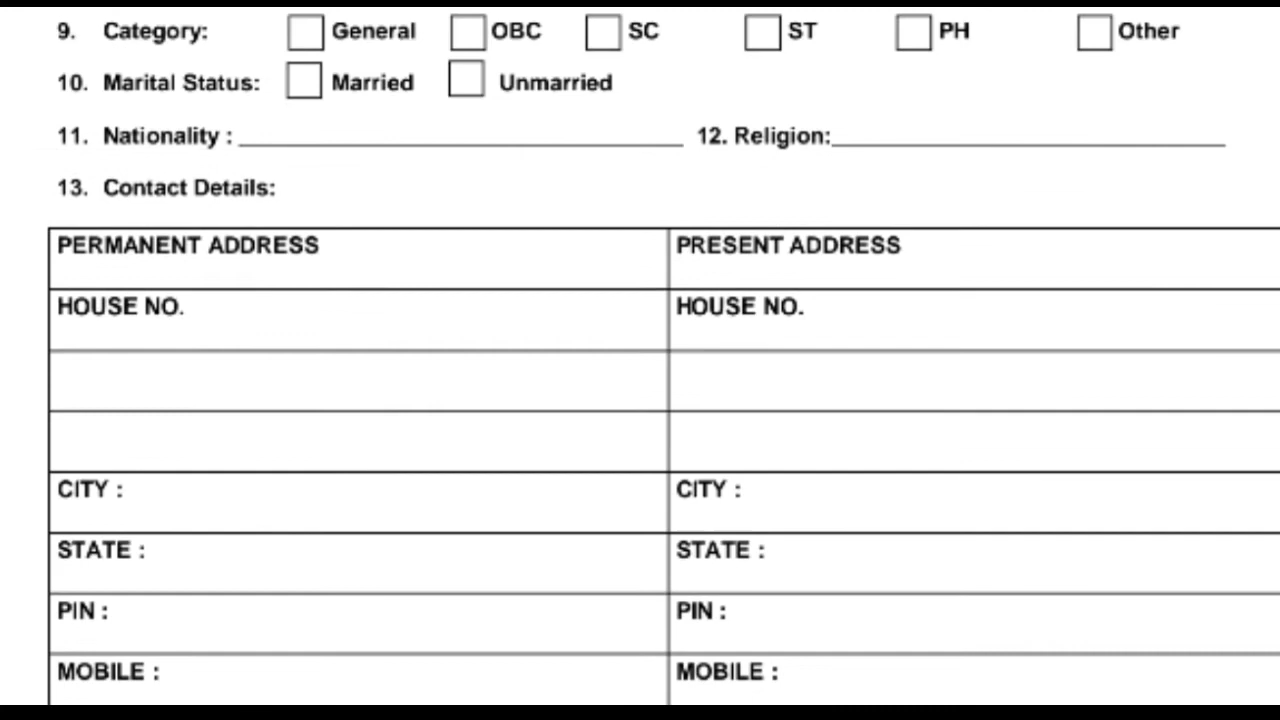 9. Category: General OBC SC ST PH Other
10. Marital Status: Married Unmarried
11. Nationality : 12. Religion:
13. Contact Details:
PERMANENT ADDRESS PRESENT ADDRESS
HOUSE NO. HOUSE NO.
CITY : CITY :
STATE : STATE :
PIN : PIN :
MOBILE : MOBILE :